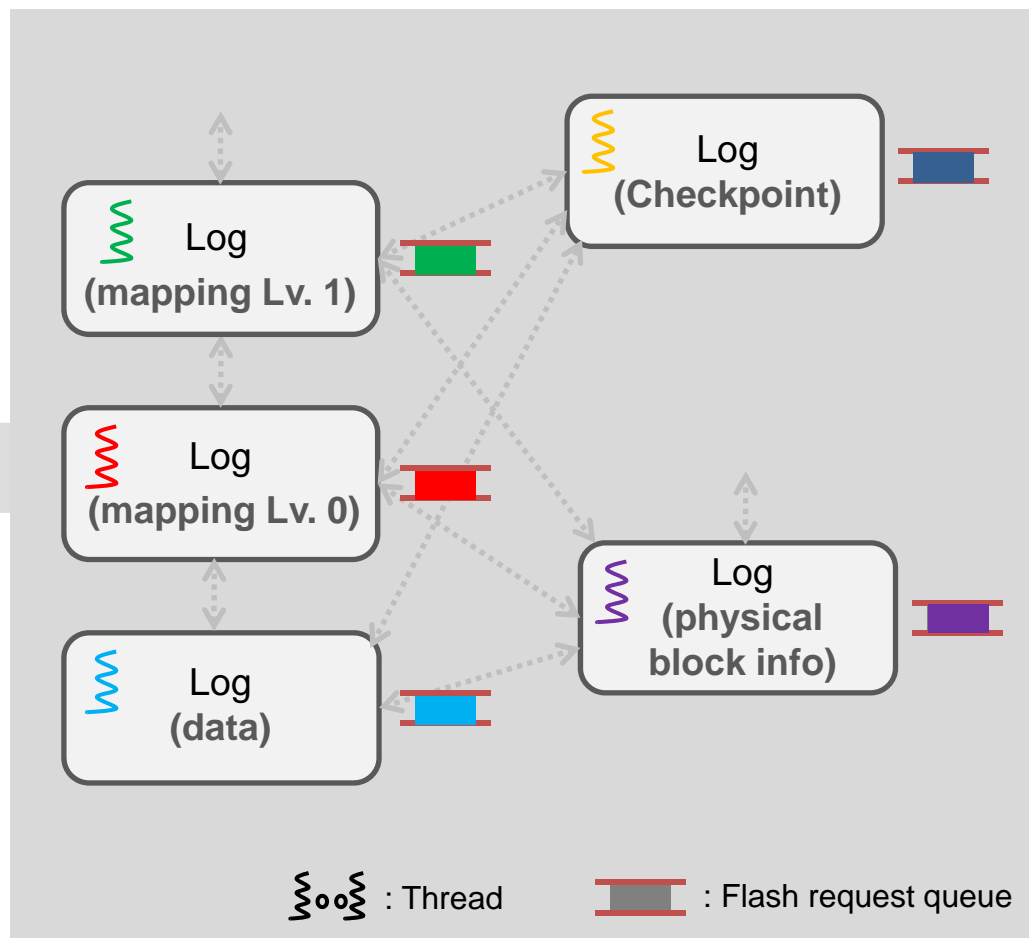 Log
(mapping Lv. 1)
Log
(mapping Lv. 0)
Log
(data)
Log
(Checkpoint)
Log
(physical
block info)
: Thread
: Flash request queue